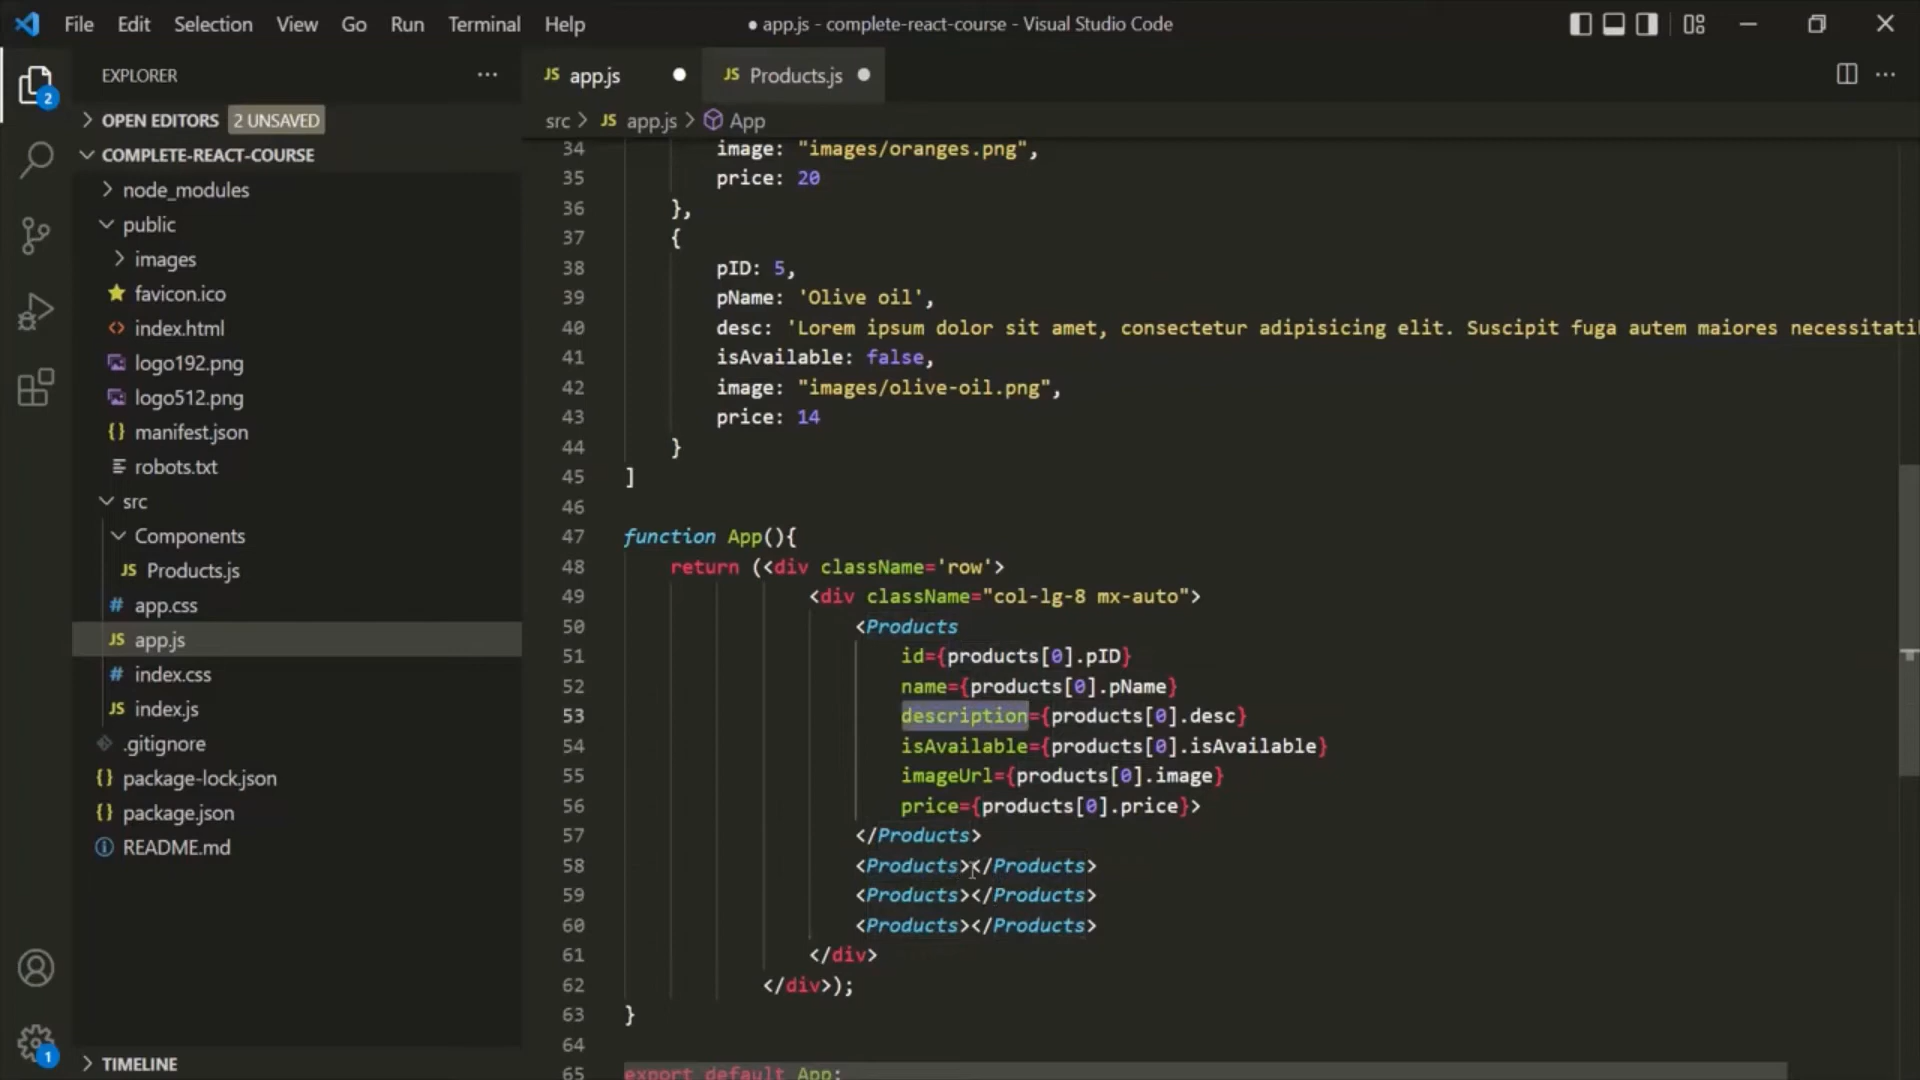 File Edit Selection View Go Run Terminal Help
● app.js - complete-react-course - Visual Studio Code
EXPLORER
OPEN EDITORS 2 UNSAVED
COMPLETE-REACT-COURSE
node_modules
public
images
favicon.ico
<> index.html
logo192.png
logo512.png
{} manifest.json
robots.txt
src
Components
JS Products.js
# app.css
JS app.js
# index.css
JS index.js
.gitignore
{} package-lock.json
{} package.json
README.md
TIMELINE
2
1
JS app.js ● JS Products.js ●
src > JS app.js > App
34 image: "images/oranges.png",
35 price: 20
36 },
37 {
38 pID: 5,
39 pName: 'Olive oil',
40 desc: 'Lorem ipsum dolor sit amet, consectetur adipisicing elit. Suscipit fuga autem maiores
41 isAvailable: false,
42 image: "images/olive-oil.png",
43 price: 14
44 }
45 ]
46
47 function App(){
48 return (<div className='row'>
49 <div className="col-lg-8 mx-auto">
50 <Products
51 id={products[0].pID}
52 name={products[0].pName}
53 description={products[0].desc}
54 isAvailable={products[0].isAvailable}
55 imageUrl={products[0].image}
56 price={products[0].price}>
57 </Products>
58 <Products></Products>
59 <Products></Products>
60 <Products></Products>
61 </div>
62 </div>);
63 }
64
65 export default App;